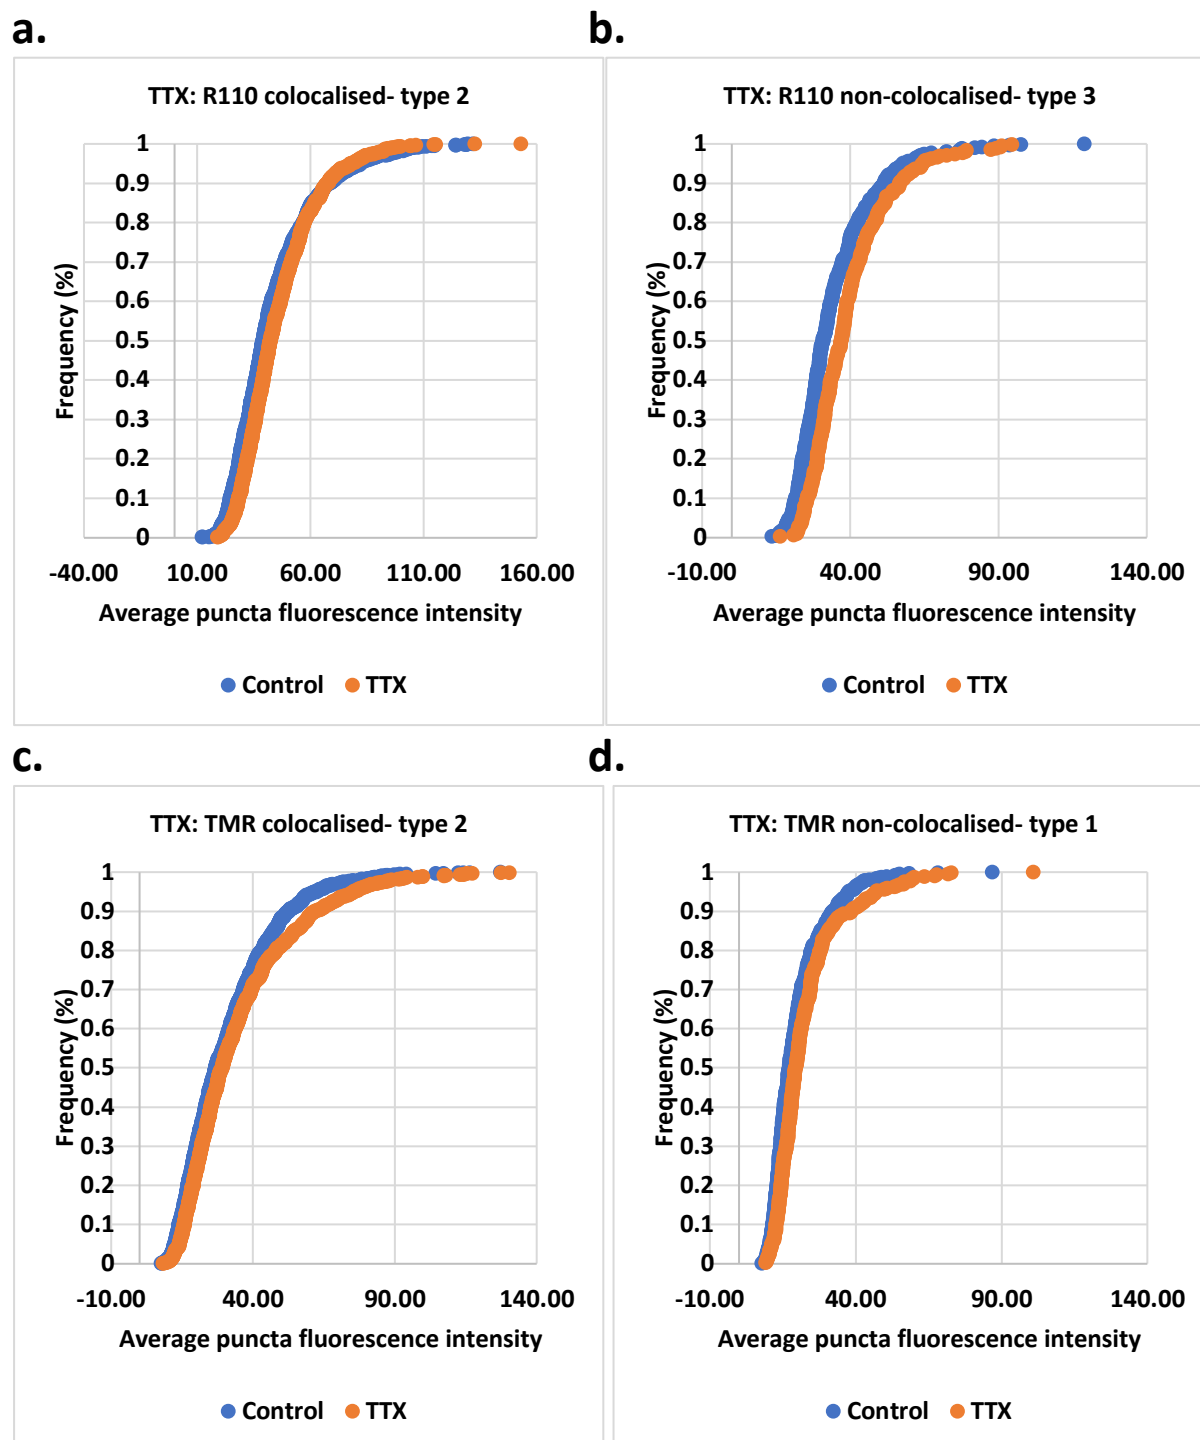 a.
TTX: R110 colocalised- type 2
1
0.9
0.8
0.7
0.6
0.5
0.4
0.3
0.2
0.1
0
Frequency (%)
-40.00 10.00 60.00 110.00 160.00
Average puncta fluorescence intensity
Control TTX
b.
TTX: R110 non-colocalised- type 3
1
0.9
0.8
0.7
0.6
0.5
0.4
0.3
0.2
0.1
0
Frequency (%)
-10.00 40.00 90.00 140.00
Average puncta fluorescence intensity
Control TTX
c.
TTX: TMR colocalised- type 2
1
0.9
0.8
0.7
0.6
0.5
0.4
0.3
0.2
0.1
0
Frequency (%)
-10.00 40.00 90.00 140.00
Average puncta fluorescence intensity
Control TTX
d.
TTX: TMR non-colocalised- type 1
1
0.9
0.8
0.7
0.6
0.5
0.4
0.3
0.2
0.1
0
Frequency (%)
-10.00 40.00 90.00 140.00
Average puncta fluorescence intensity
Control TTX